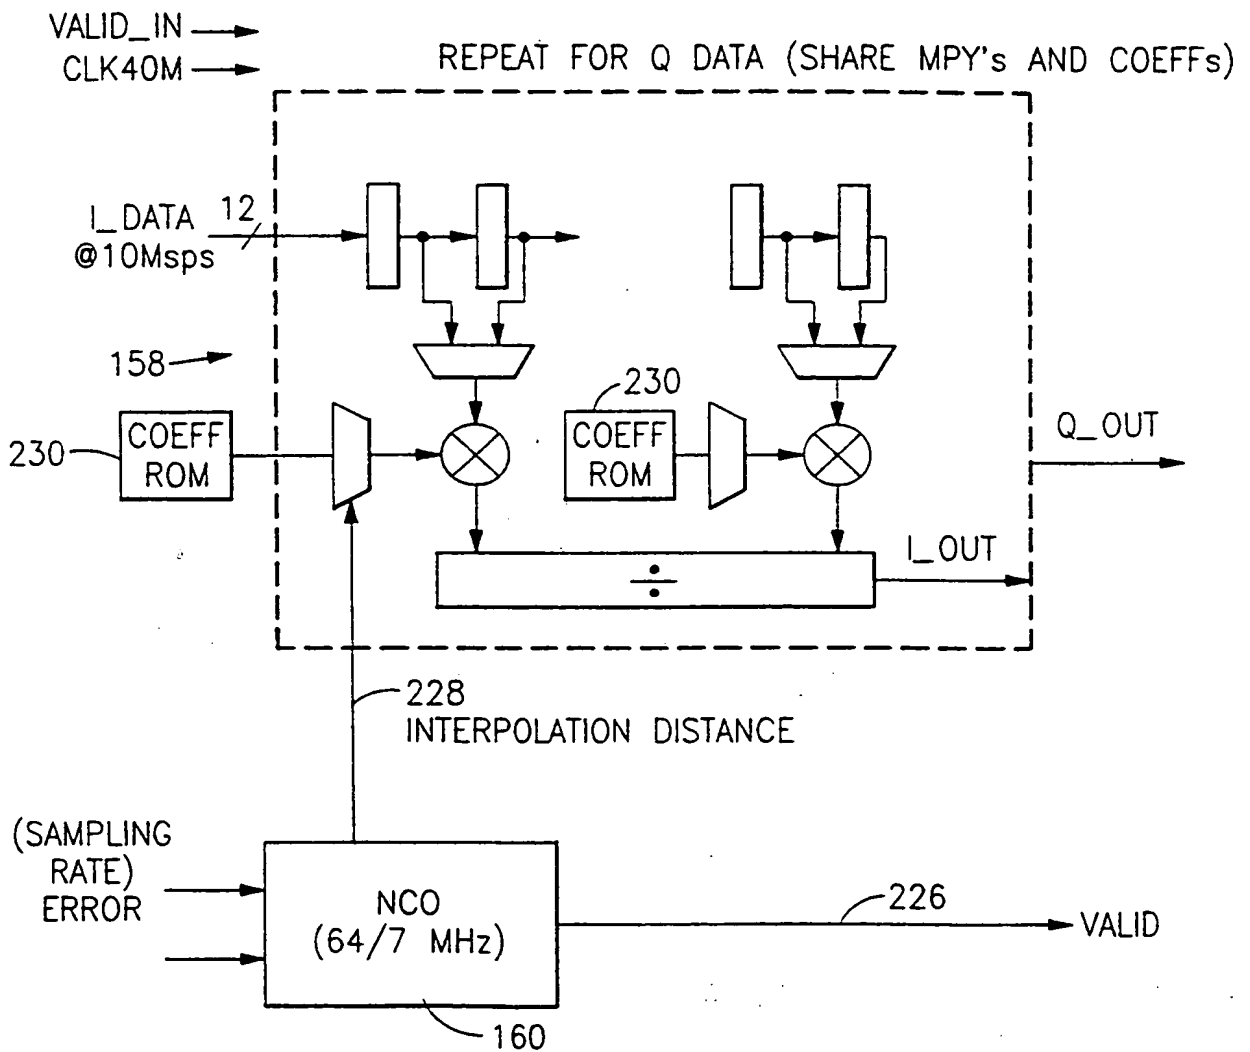 VALID_IN
CLK40M
REPEAT FOR Q DATA (SHARE MPY's AND COEFFs)
I_DATA
@10Msps
12
158
230
COEFF
ROM
230
COEFF
ROM
Q_OUT
I_OUT
÷
228
INTERPOLATION DISTANCE
(SAMPLING
RATE)
ERROR
NCO
(64/7 MHz)
226
VALID
160